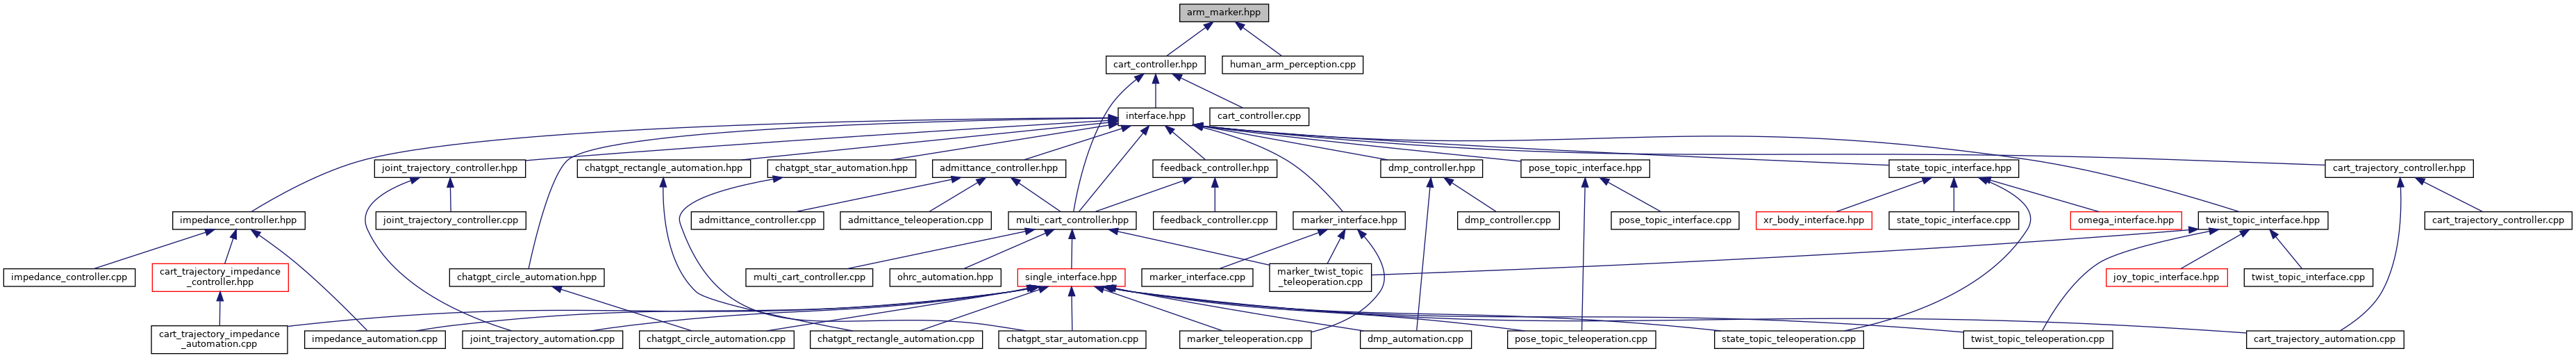 arm_marker.hpp
cart_controller.hpp
human_arm_perception.cpp
interface.hpp
cart_controller.cpp
joint_trajectory_controller.hpp
chatgpt_rectangle_automation.hpp
chatgpt_star_automation.hpp
admittance_controller.hpp
feedback_controller.hpp
dmp_controller.hpp
pose_topic_interface.hpp
state_topic_interface.hpp
cart_trajectory_controller.hpp
impedance_controller.hpp
joint_trajectory_controller.cpp
admittance_controller.cpp
admittance_teleoperation.cpp
multi_cart_controller.hpp
feedback_controller.cpp
marker_interface.hpp
dmp_controller.cpp
pose_topic_interface.cpp
xr_body_interface.hpp
state_topic_interface.cpp
omega_interface.hpp
twist_topic_interface.hpp
cart_trajectory_controller.cpp
impedance_controller.cpp
cart_trajectory_impedance
_controller.hpp
chatgpt_circle_automation.hpp
multi_cart_controller.cpp
ohrc_automation.hpp
single_interface.hpp
marker_interface.cpp
marker_twist_topic
_teleoperation.cpp
joy_topic_interface.hpp
twist_topic_interface.cpp
cart_trajectory_impedance
_automation.cpp
impedance_automation.cpp
joint_trajectory_automation.cpp
chatgpt_circle_automation.cpp
chatgpt_rectangle_automation.cpp
chatgpt_star_automation.cpp
marker_teleoperation.cpp
dmp_automation.cpp
pose_topic_teleoperation.cpp
state_topic_teleoperation.cpp
twist_topic_teleoperation.cpp
cart_trajectory_automation.cpp